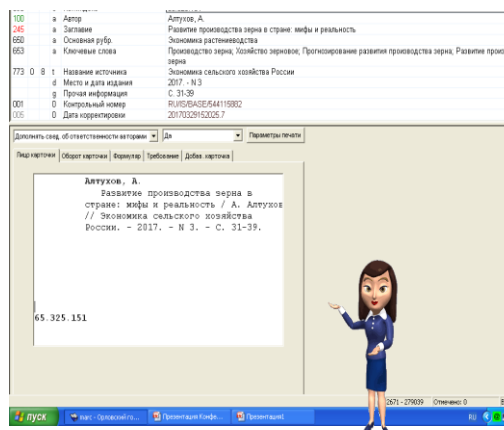 100 a Автор Алтухов, А.
245 a Заглавие Развитие производства зерна в стране: мифы и реальность
650 a Основная рубр. Экономика растениеводства
653 a Ключевые слова Производство зерна; Хозяйство зерновое; Прогнозирование развития производства зерна; Развитие произ
зерна
773 0 8 t Название источника Экономика сельского хозяйства России
d Место и дата издания 2017. - N 3
g Прочая информация С. 31-39
001 0 Контрольный номер RU/IS/BASE/544115882
005 0 Дата корректировки 20170329152025.7
Дополнять свед. об ответственности авторами Да Параметры печати
Лицо карточки Оборот карточки Формуляр Требование Добав. карточка
Алтухов, А.
Развитие производства зерна в
стране: мифы и реальность / А. Алтухов
// Экономика сельского хозяйства
России. - 2017. - N 3. - С. 31-39.
65.325.151
2671 - 279039 Отмечено: 0
пуск marc - Орловской го... Презентация Конфе... Презентация1 RU